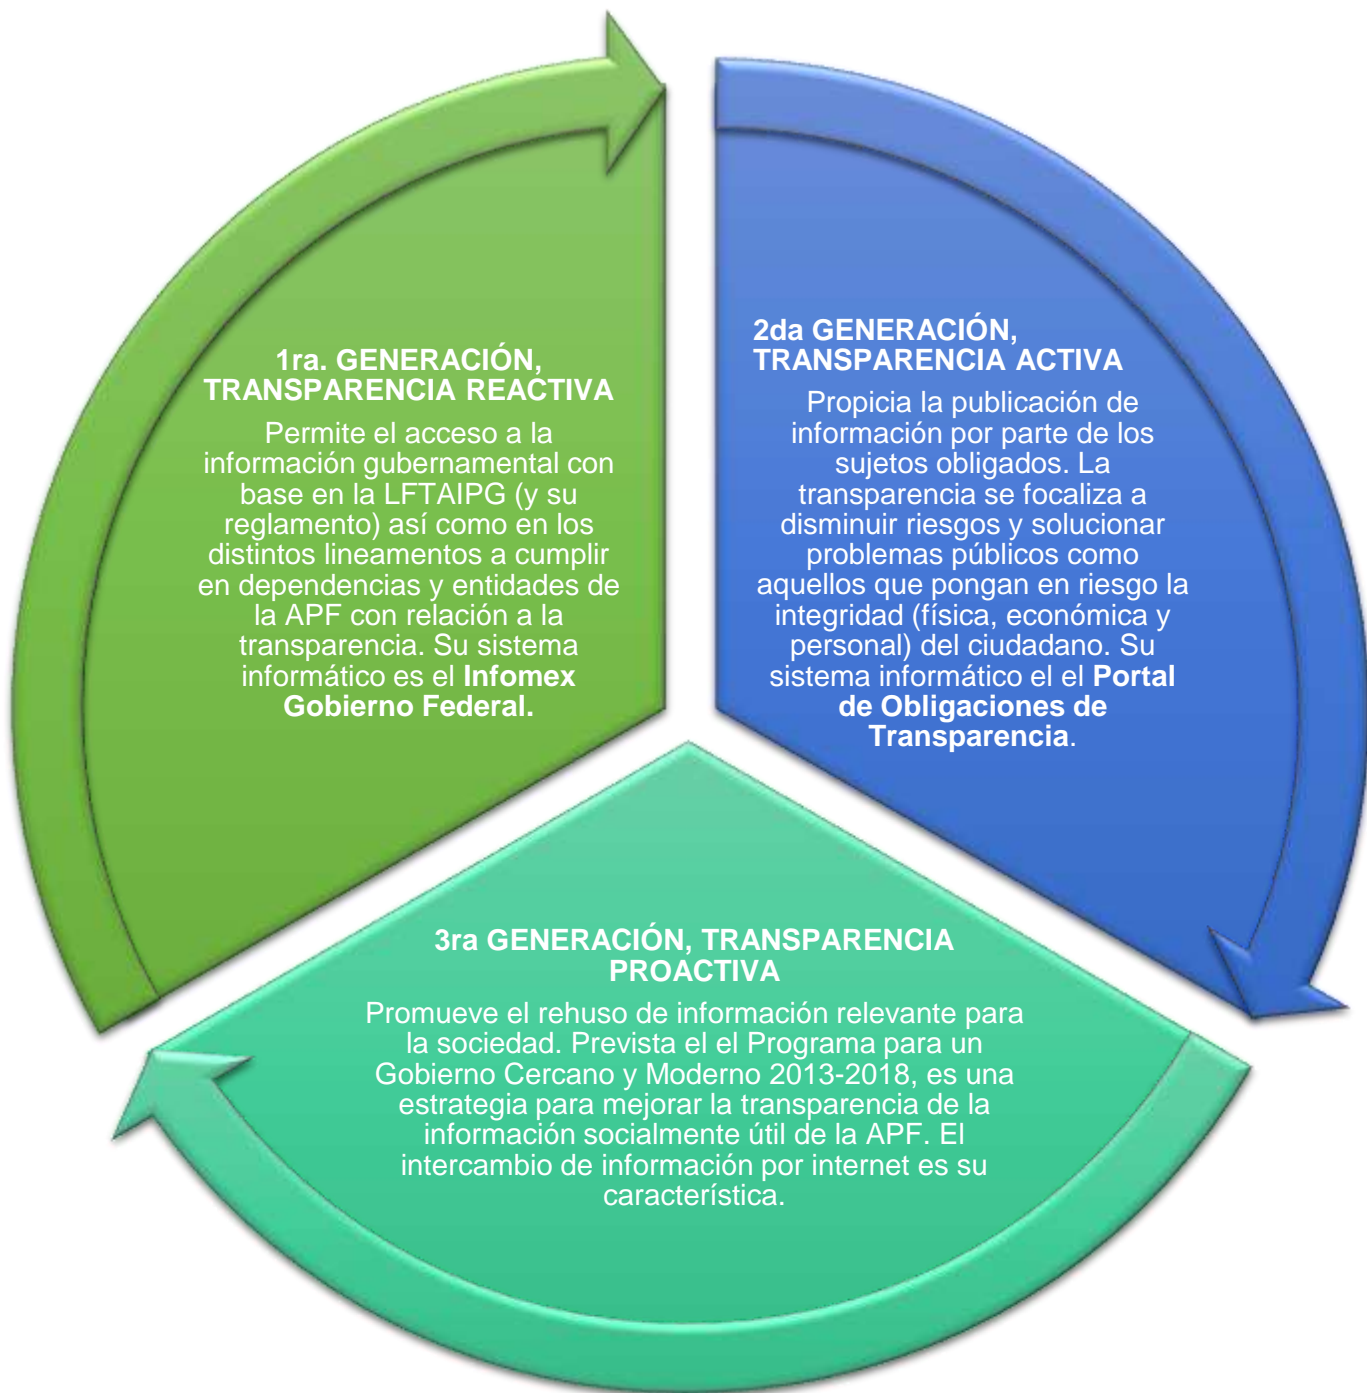 1ra. GENERACIÓN,
TRANSPARENCIA REACTIVA
Permite el acceso a la
información gubernamental con
base en la LFTAIPG (y su
reglamento) así como en los
distintos lineamentos a cumplir
en dependencias y entidades de
la APF con relación a la
transparencia. Su sistema
informático es el Infomex
Gobierno Federal.
2da GENERACIÓN,
TRANSPARENCIA ACTIVA
Propicia la publicación de
información por parte de los
sujetos obligados. La
transparencia se focaliza a
disminuir riesgos y solucionar
problemas públicos como
aquellos que pongan en riesgo la
integridad (física, económica y
personal) del ciudadano. Su
sistema informático el el Portal
de Obligaciones de
Transparencia.
3ra GENERACIÓN, TRANSPARENCIA
PROACTIVA
Promueve el rehuso de información relevante para
la sociedad. Prevista el el Programa para un
Gobierno Cercano y Moderno 2013-2018, es una
estrategia para mejorar la transparencia de la
información socialmente útil de la APF. El
intercambio de información por internet es su
característica.